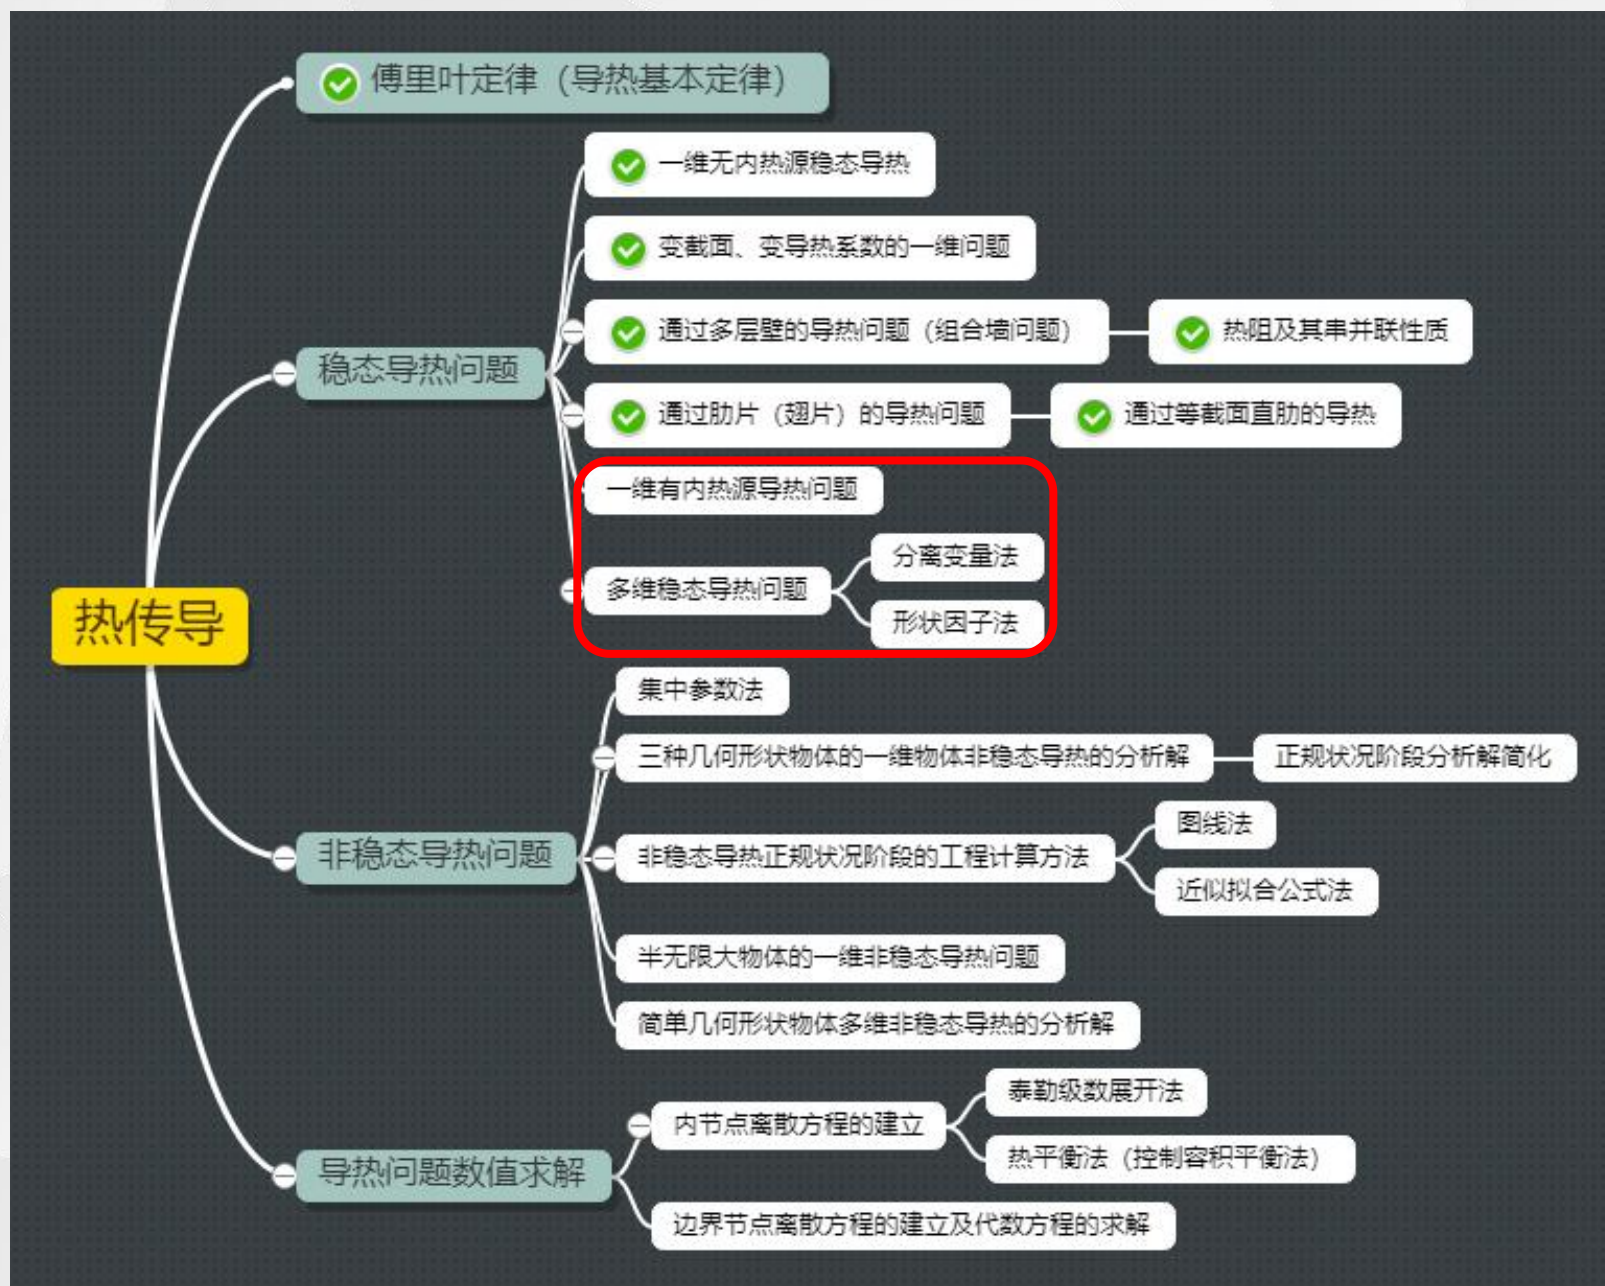 傅里叶定律（导热基本定律）
一维无内热源稳态导热
变截面、变导热系数的一维问题
通过多层壁的导热问题（组合墙问题）
热阻及其串并联性质
稳态导热问题
通过肋片（翅片）的导热问题
通过等截面直肋的导热
一维有内热源导热问题
分离变量法
多维稳态导热问题
形状因子法
热传导
集中参数法
三种几何形状物体的一维物体非稳态导热的分析解
正规状况阶段分析解简化
图线法
非稳态导热问题
非稳态导热正规状况阶段的工程计算方法
近似拟合公式法
半无限大物体的一维非稳态导热问题
简单几何形状物体多维非稳态导热的分析解
泰勒级数展开法
内节点离散方程的建立
热平衡法（控制容积平衡法）
导热问题数值求解
边界节点离散方程的建立及代数方程的求解